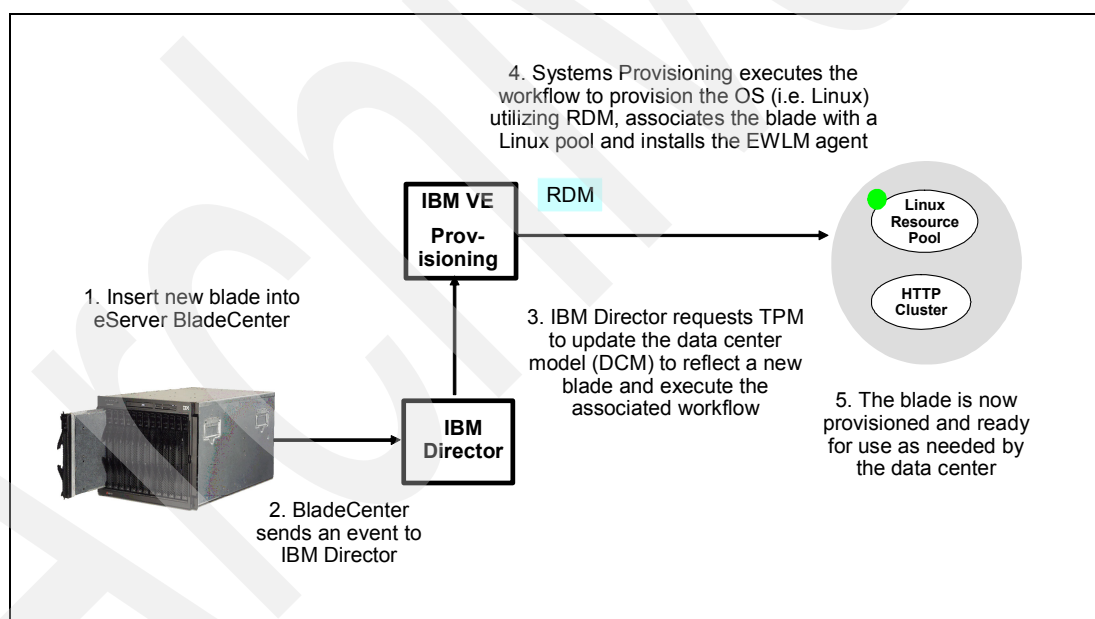 4. Systems Provisioning executes the
workflow to provision the OS (i.e. Linux)
utilizing RDM, associates the blade with a
Linux pool and installs the EWLM agent
IBM VE
Prov-
isioning
RDM
Linux
Resource
Pool
HTTP
Cluster
1. Insert new blade into
eServer BladeCenter
3. IBM Director requests TPM
to update the data center
model (DCM) to reflect a new
blade and execute the
associated workflow
IBM
Director
5. The blade is now
provisioned and ready
for use as needed by
the data center
2. BladeCenter
sends an event to
IBM Director